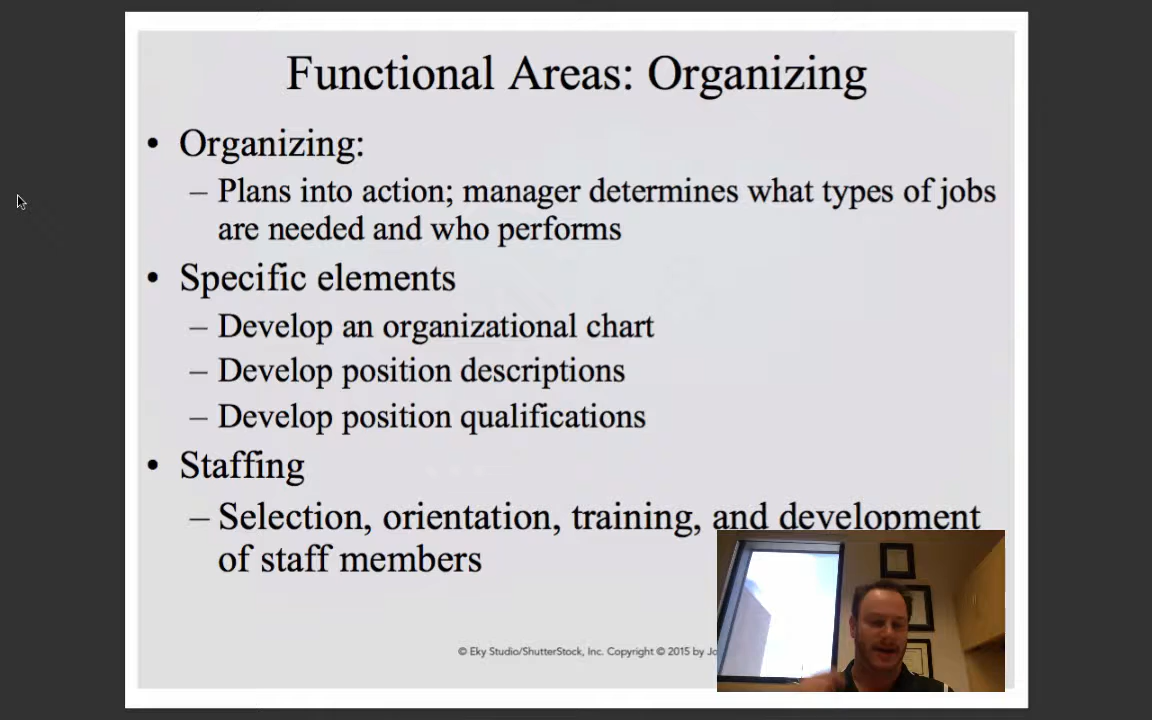 Functional Areas: Organizing
• Organizing:
– Plans into action; manager determines what types of jobs
are needed and who performs
• Specific elements
– Develop an organizational chart
– Develop position descriptions
– Develop position qualifications
• Staffing
– Selection, orientation, training, and development
of staff members
© Eky Studio/ShutterStock, Inc. Copyright © 2015 by